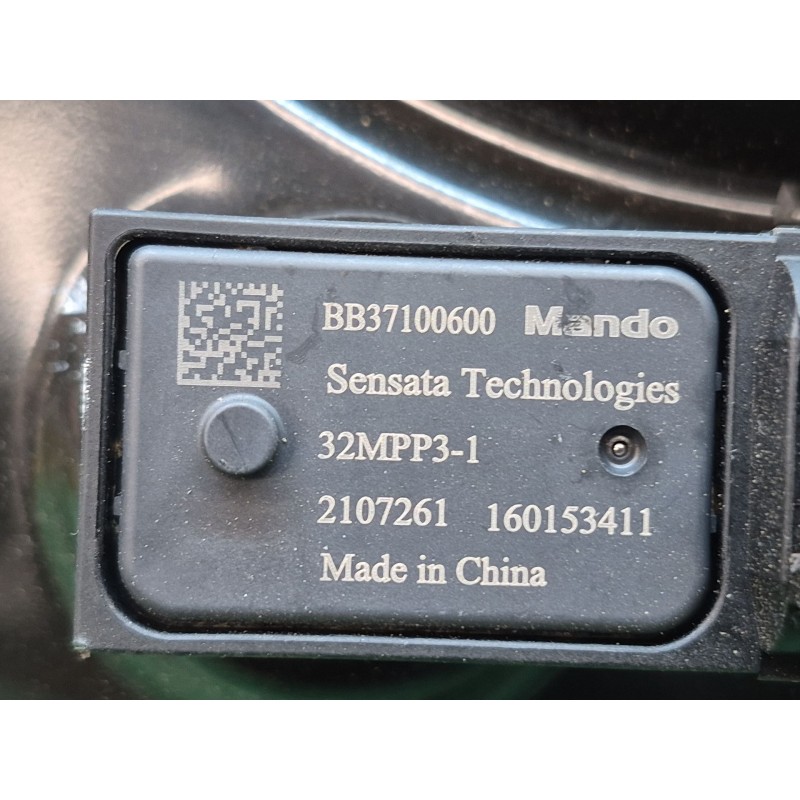 BB37100600 Mando
Sensata Technologies
32MPP3-1
2107261 160153411
Made in China